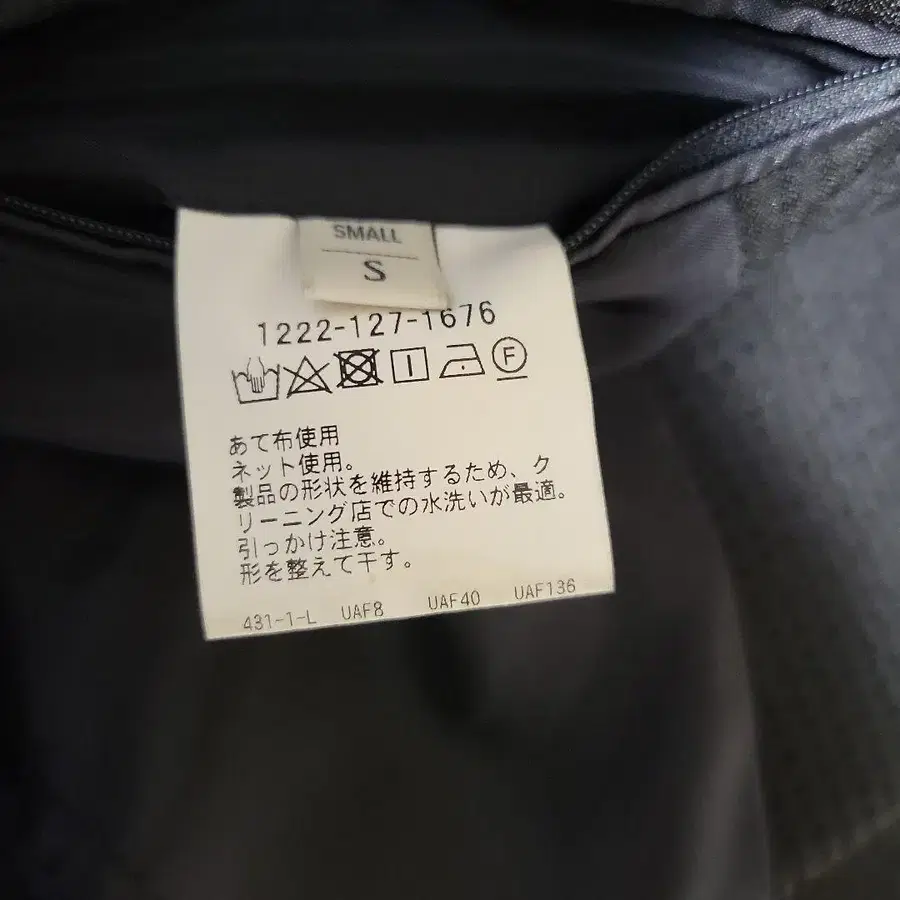 SMALL
S
1222-127-1676
F
あて布使用
ネット使用。
製品の形状を維持するため、ク
リーニング店での水洗いが最適。
引っかけ注意。
形を整えて干す。
431-1-L UAF8 UAF40 UAF136